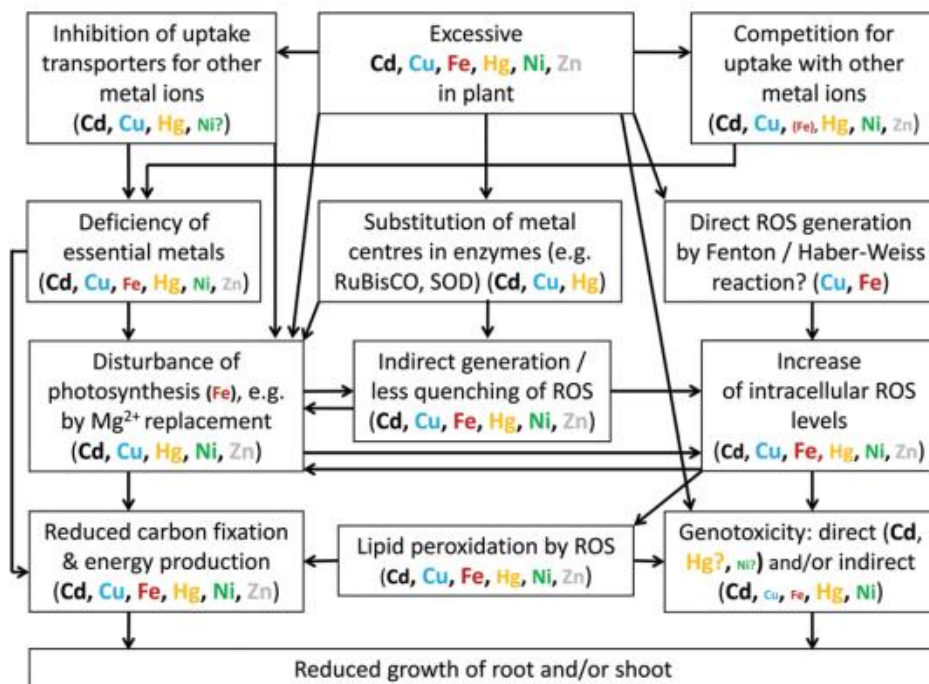 Inhibition of uptake
transporters for other
metal ions
(Cd, Cu, Hg, Ni?)
Excessive
Cd, Cu, Fe, Hg, Ni, Zn
in plant
Competition for
uptake with other
metal ions
(Cd, Cu, (Fe), Hg, Ni, Zn)
Deficiency of
essential metals
(Cd, Cu, Fe, Hg, Ni, Zn)
Substitution of metal
centres in enzymes (e.g.
RuBisCO, SOD) (Cd, Cu, Hg)
Direct ROS generation
by Fenton / Haber-Weiss
reaction? (Cu, Fe)
Disturbance of
photosynthesis (Fe), e.g.
by Mg²⁺ replacement
(Cd, Cu, Hg, Ni, Zn)
Indirect generation /
less quenching of ROS
(Cd, Cu, Fe, Hg, Ni, Zn)
Increase
of intracellular ROS
levels
(Cd, Cu, Fe, Hg, Ni, Zn)
Reduced carbon fixation
& energy production
(Cd, Cu, Fe, Hg, Ni, Zn)
Lipid peroxidation by ROS
(Cd, Cu, Fe, Hg, Ni, Zn)
Genotoxicity: direct (Cd,
Hg?, Ni?) and/or indirect
(Cd, Cu, Fe, Hg, Ni)
Reduced growth of root and/or shoot